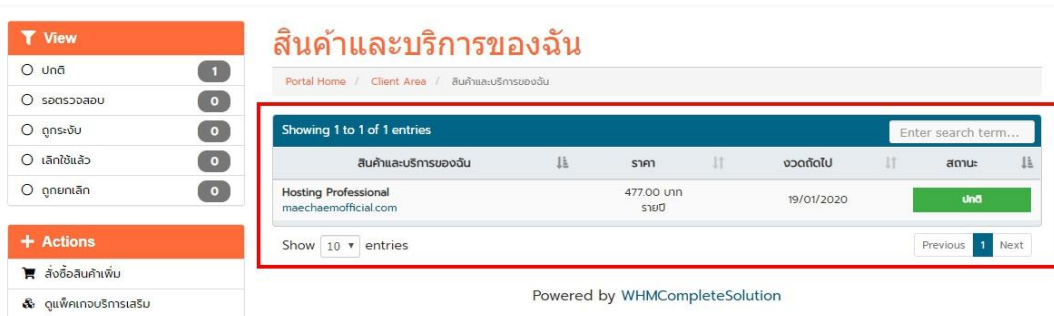 View
ปกติ 1
รอตรวจสอบ 0
ถูกระงับ 0
เลิกใช้แล้ว 0
ถูกยกเลิก 0
+ Actions
สั่งซื้อสินค้าเพิ่ม
ดูแพ็คเกจบริการเสริม
สินค้าและบริการของฉัน
Portal Home / Client Area / สินค้าและบริการของฉัน
Showing 1 to 1 of 1 entries Enter search term...
สินค้าและบริการของฉัน ราคา งวดถัดไป สถานะ
Hosting Professional 477.00 บาท 19/01/2020 ปกติ
maechaemofficial.com รายปี
Show 10 entries Previous 1 Next
Powered by WHMCompleteSolution